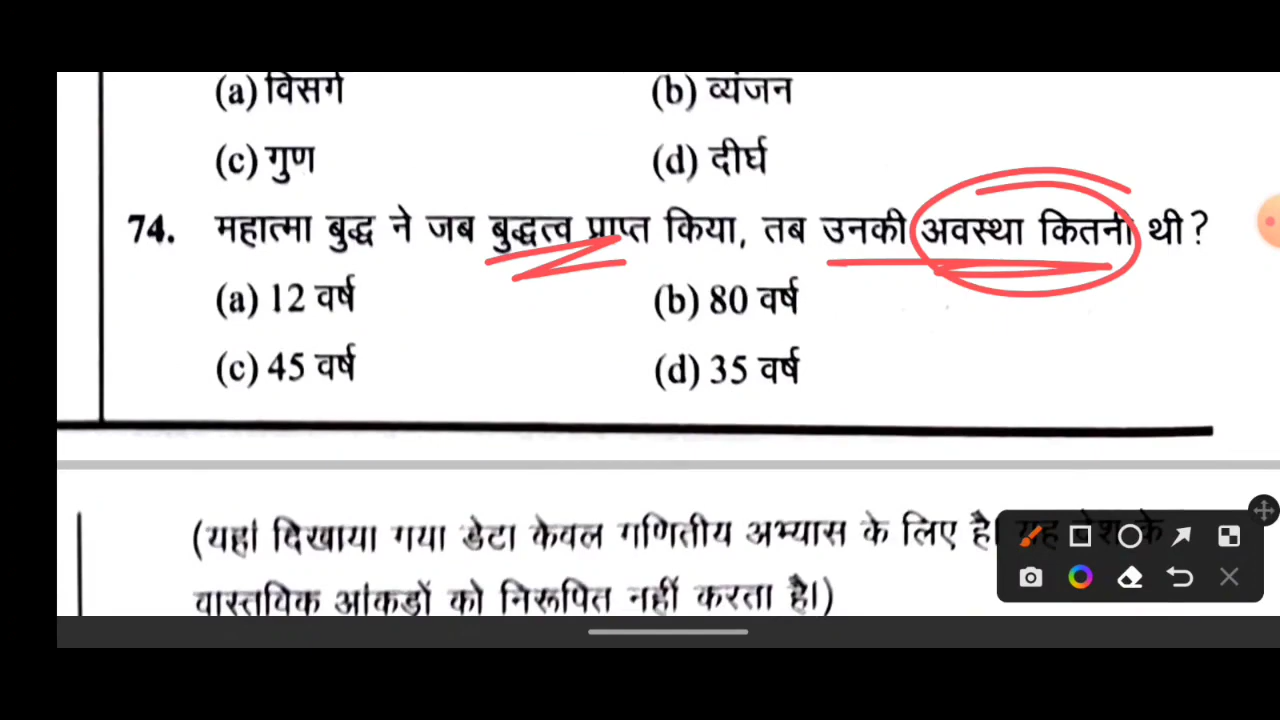 (a) विसर्ग (b) व्यंजन
(c) गुण (d) दीर्घ
74. महात्मा बुद्ध ने जब बुद्धत्व प्राप्त किया, तब उनकी अवस्था कितनी थी?
(a) 12 वर्ष (b) 80 वर्ष
(c) 45 वर्ष (d) 35 वर्ष
(यहां दिखाया गया डेटा केवल गणितीय अभ्यास के लिए है। यह देश के
वास्तविक आंकड़ों को निरूपित नहीं करता है।)